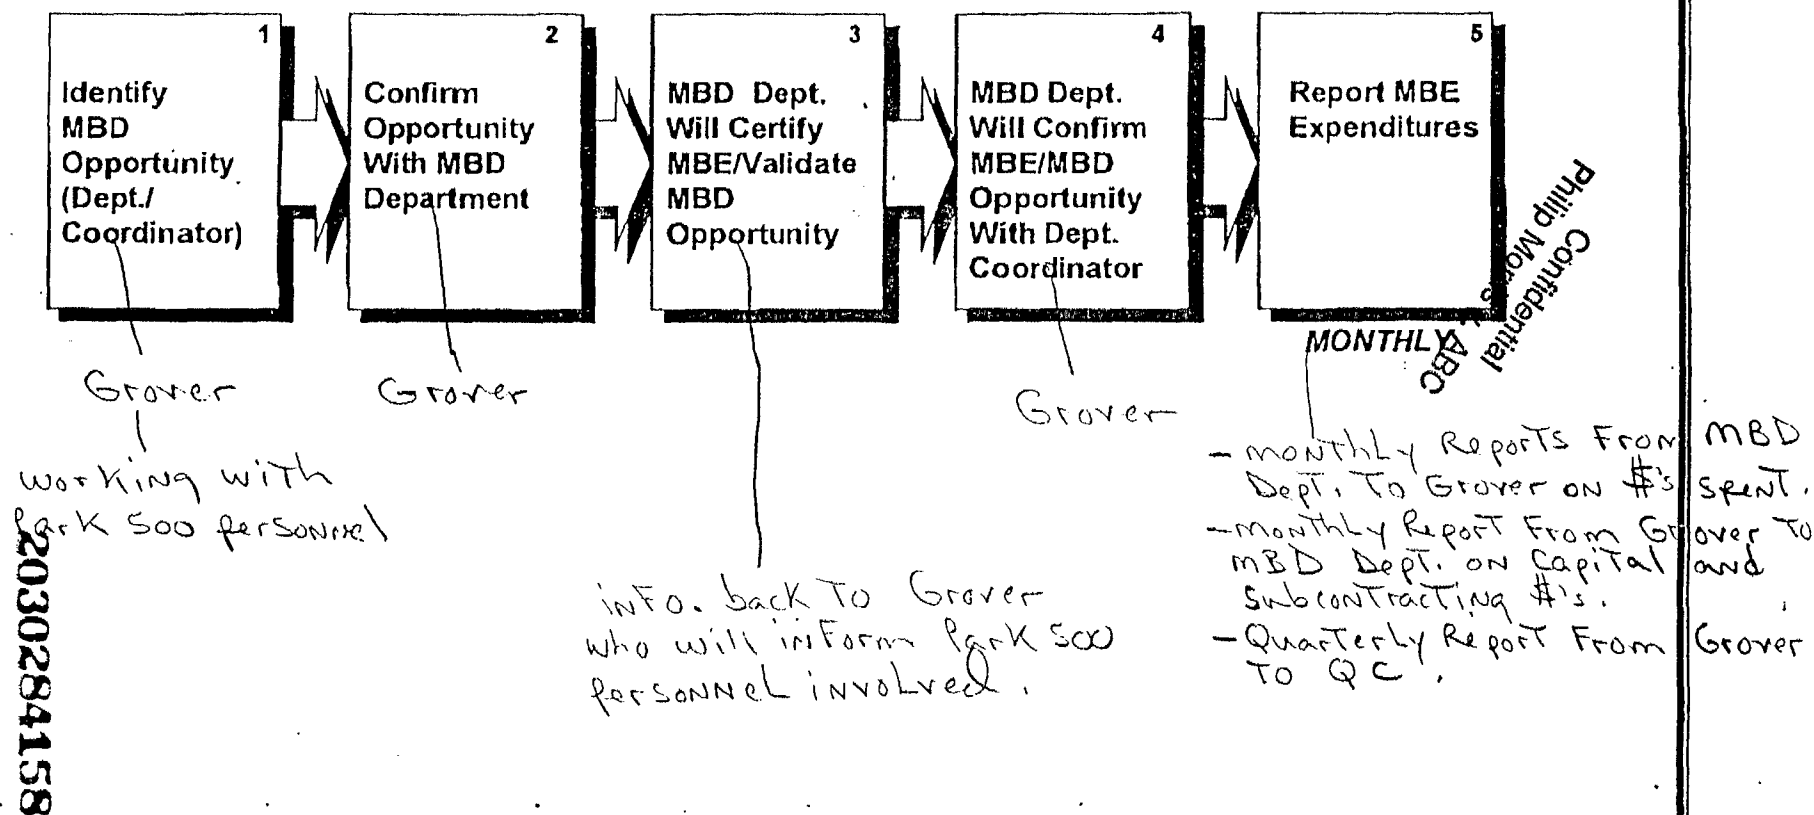 1
Identify
MBD
Opportunity
(Dept./
Coordinator)
2
Confirm
Opportunity
With MBD
Department
3
MBD Dept.
Will Certify
MBE/Validate
MBD
Opportunity
4
MBD Dept.
Will Confirm
MBE/MBD
Opportunity
With Dept.
Coordinator
5
Report MBE
Expenditures
MONTHLY
Confidential
Philip ABC
Grover
working with
Park 500 personnel
Grover
info. back To Grover
who will inform Park 500
personnel involved.
Grover
- monthly Reports From MBD
Dept. To Grover on #'s spent.
- monthly Report From Grover To
MBD Dept. on Capital and
Subcontracting #'s.
- Quarterly Report From Grover
To QC.
2030284158